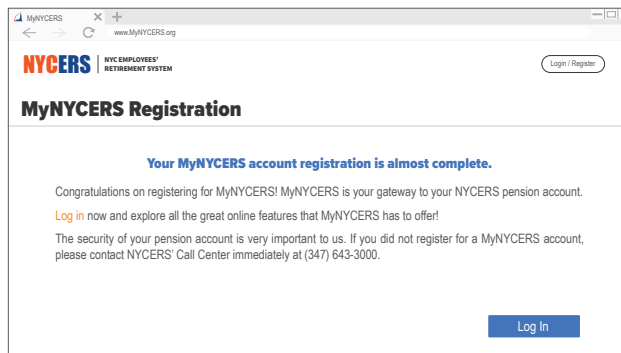 MyNYCERS
www.MyNYCERS.org
NYCERS
NYC EMPLOYEES'
RETIREMENT SYSTEM
Login / Register
MyNYCERS Registration
Your MyNYCERS account registration is almost complete.
Congratulations on registering for MyNYCERS! MyNYCERS is your gateway to your NYCERS pension account.
Log in now and explore all the great online features that MyNYCERS has to offer!
The security of your pension account is very important to us. If you did not register for a MyNYCERS account,
please contact NYCERS' Call Center immediately at (347) 643-3000.
Log In